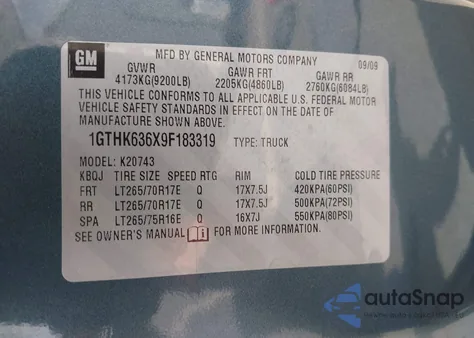 GM
MFD BY GENERAL MOTORS COMPANY
09/09
GVWR GAWR FRT GAWR RR
4173KG(9200LB) 2205KG(4860LB) 2760KG(6084LB)
THIS VEHICLE CONFORMS TO ALL APPLICABLE U.S. FEDERAL MOTOR
VEHICLE SAFETY STANDARDS IN EFFECT ON THE DATE OF
MANUFACTURE SHOWN ABOVE.
1GTHK636X9F183319 TYPE: TRUCK
MODEL: K20743
KBQJ TIRE SIZE SPEED RTG RIM COLD TIRE PRESSURE
FRT LT265/70R17E Q 17X7.5J 420KPA(60PSI)
RR LT265/70R17E Q 17X7.5J 500KPA(72PSI)
SPA LT265/75R16E Q 16X7J 550KPA(80PSI)
SEE OWNER'S MANUAL FOR MORE INFORMATION.
autoSnap